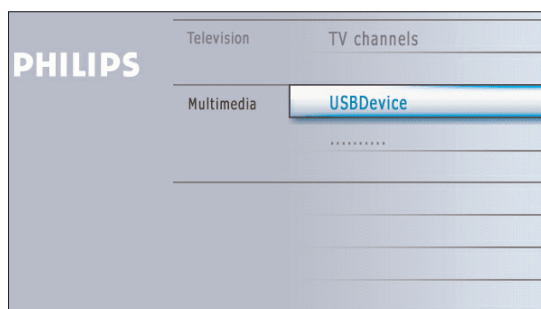 PHILIPS
Television TV channels
Multimedia USBDevice
..........